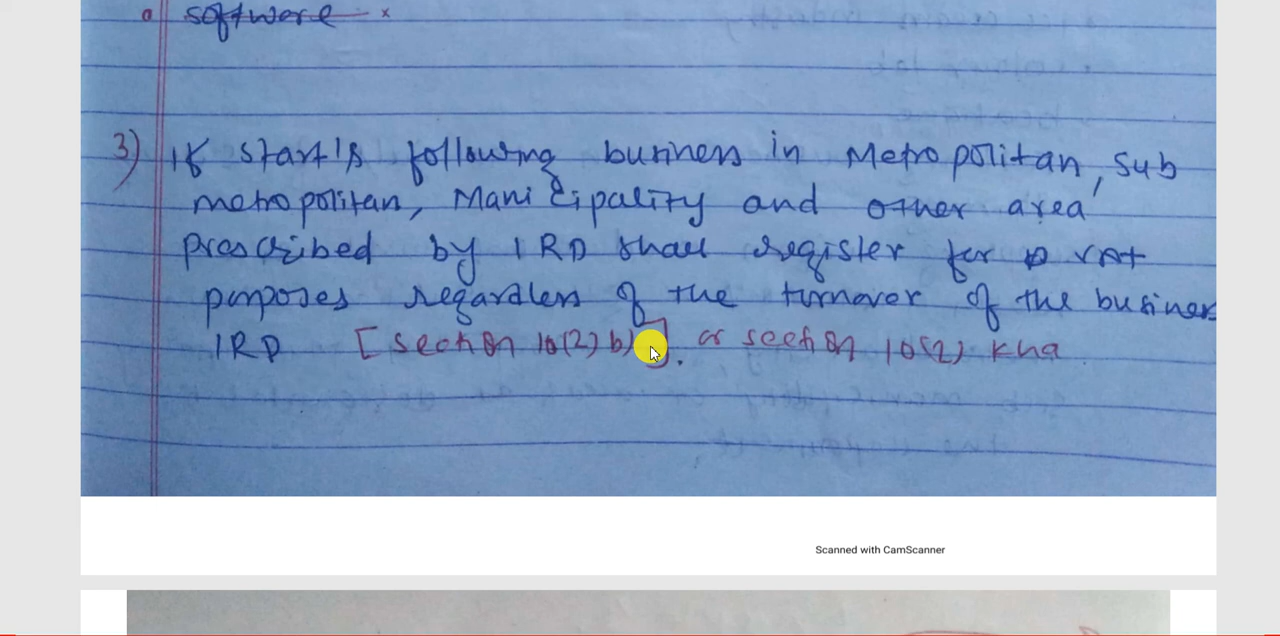 software
3) If start's following business in Metropolitan, sub
metropolitan, Manicipality and other area
prescribed by IRD shall register for VAT
purposes regardless of the turnover of the business
IRD [section 10(2) b)]. or section 10(2) kha
Scanned with CamScanner